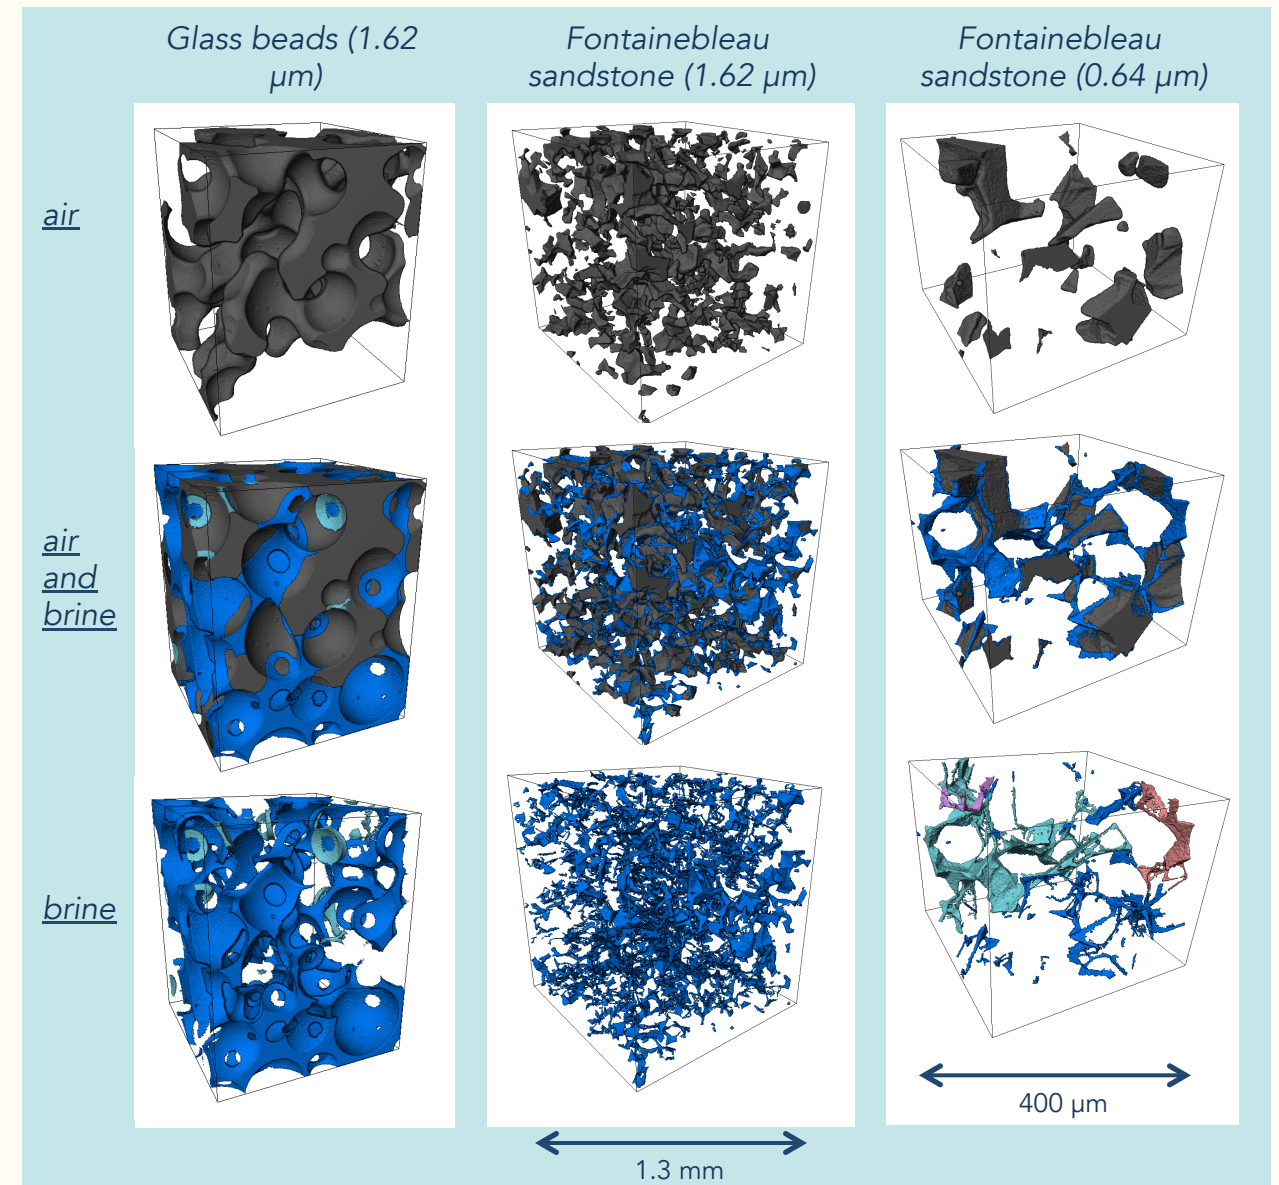 Glass beads (1.62
µm)
Fontainebleau
sandstone (1.62 µm)
Fontainebleau
sandstone (0.64 µm)
air
air
and
brine
brine
400 µm
1.3 mm